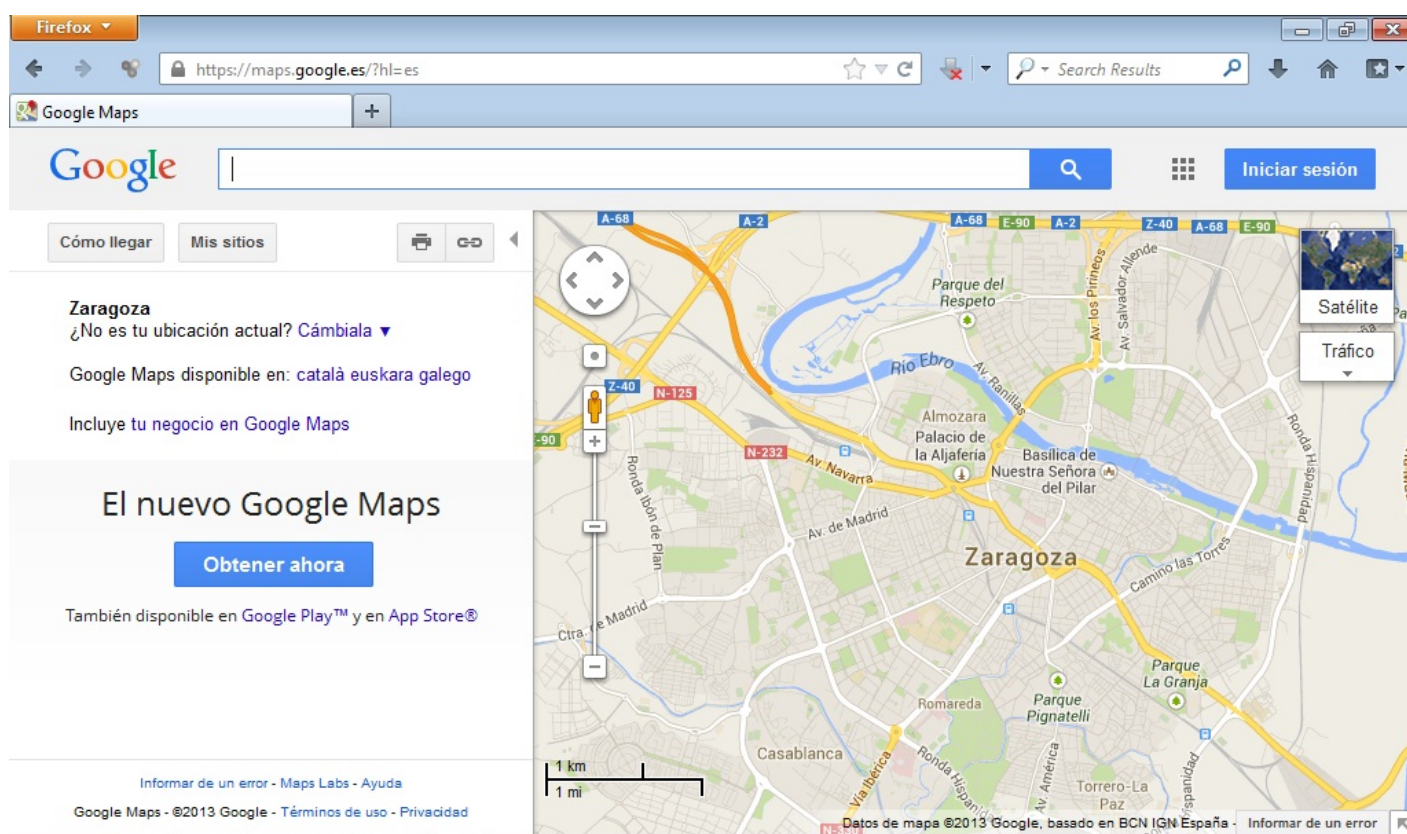 Firefox
https://maps.google.es/?hl=es
Search Results
Google Maps
Google
Iniciar sesión
Cómo llegar
Mis sitios
Zaragoza
¿No es tu ubicación actual? Cámbiala ▼
Google Maps disponible en: català euskara galego
Incluye tu negocio en Google Maps
El nuevo Google Maps
Obtener ahora
También disponible en Google Play™ y en App Store®
Informar de un error - Maps Labs - Ayuda
Google Maps - ©2013 Google - Términos de uso - Privacidad
A-68
A-2
A-68
E-90
A-2
Z-40
A-68
E-90
Satélite
Tráfico
Parque del
Respeto
Av. los Pirineos
Av. Salvador Allende
Río Ebro
Av. Ranillas
Z-40
N-125
-90
N-232
Av. Navarra
Almozara
Palacio de
la Aljafería
Basílica de
Nuestra Señora
del Pilar
Ronda Hispanidad
Ronda Ibón de Plan
Av. de Madrid
Zaragoza
Camino las Torres
Ctra. de Madrid
Parque
La Granja
Parque
Pignatelli
Romareda
Casablanca
Vía Ibérica
Ronda Hispanidad
Av. América
Torrero-La
Paz
Hispanidad
1 km
1 mi
N-330
Datos de mapa ©2013 Google, basado en BCN IGN España -
Informar de un error